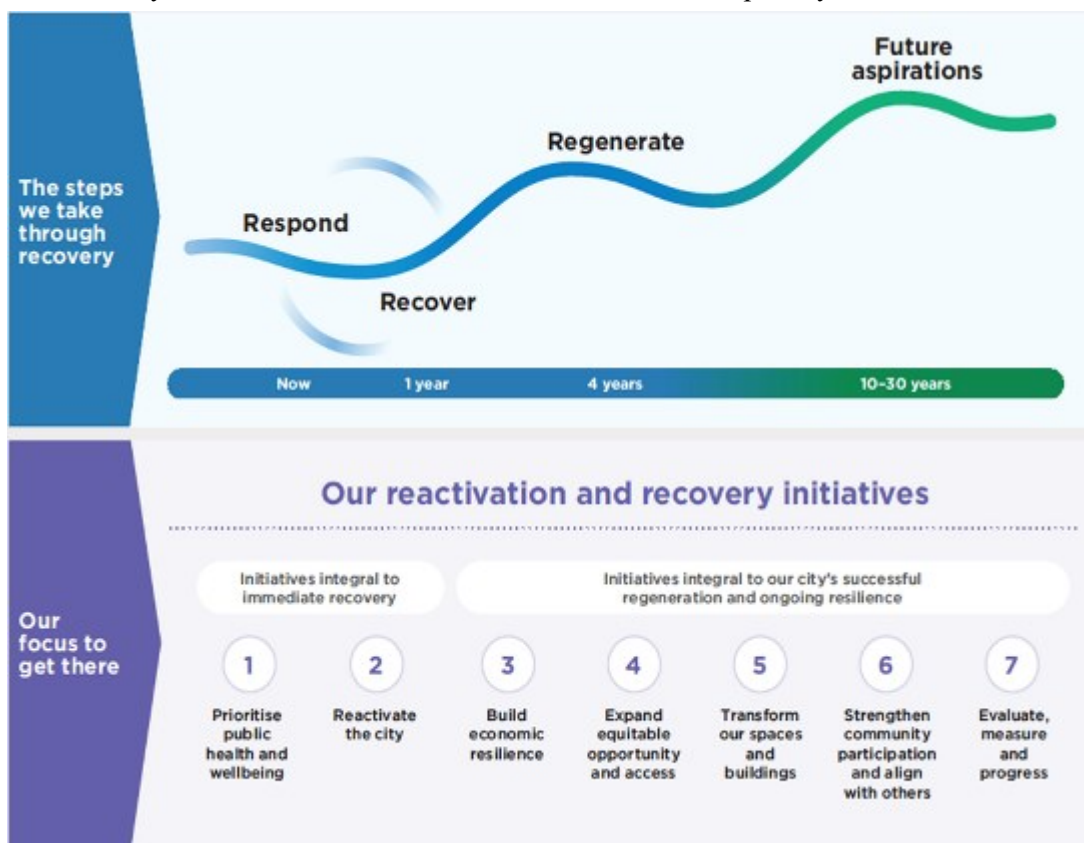 Future
aspirations
Regenerate
The steps
we take
through
recovery
Respond
Recover
Now
1 year
4 years
10-30 years
Our reactivation and recovery initiatives
Initiatives integral to
immediate recovery
Initiatives integral to our city's successful
regeneration and ongoing resilience
Our
focus to
get there
1
Prioritise
public
health and
wellbeing
2
Reactivate
the city
3
Build
economic
resilience
4
Expand
equitable
opportunity
and access
5
Transform
our spaces
and
buildings
6
Strengthen
community
participation
and align
with others
7
Evaluate,
measure
and
progress